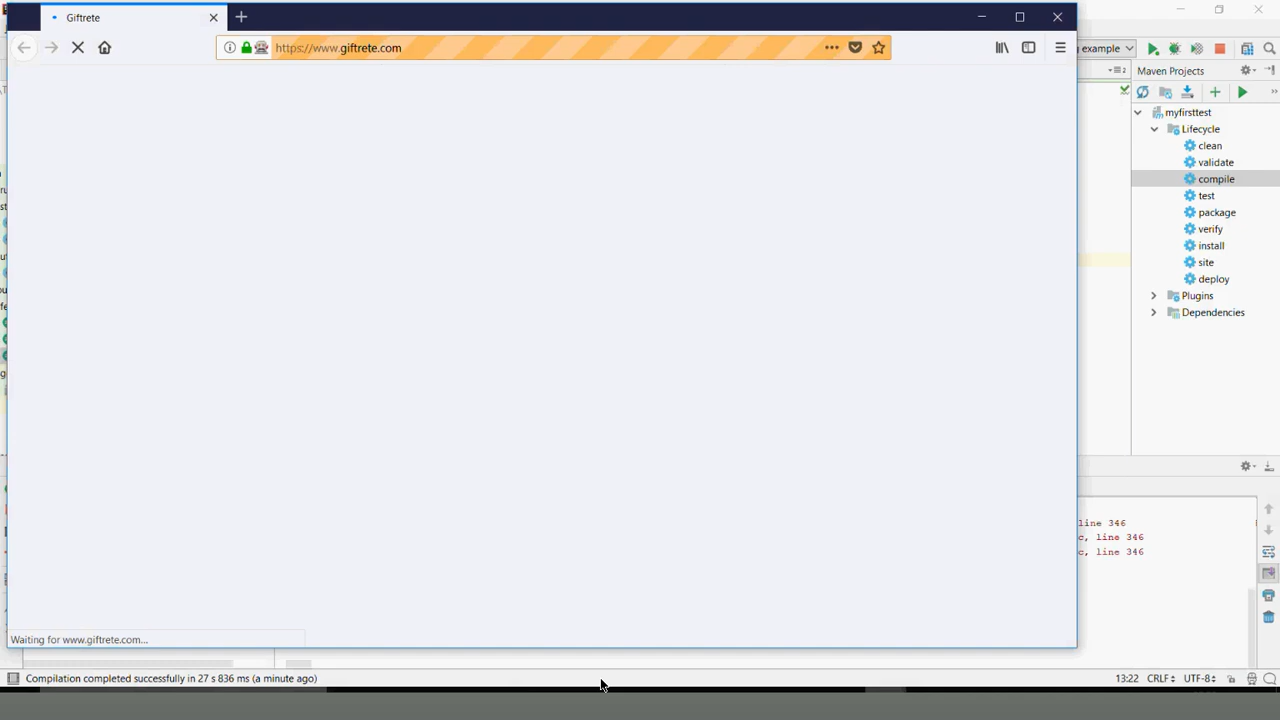 Giftrete
https://www.giftrete.com
example
Maven Projects
myfirsttest
Lifecycle
clean
validate
compile
test
package
verify
install
site
deploy
Plugins
Dependencies
line 346
c, line 346
c, line 346
Waiting for www.giftrete.com...
Compilation completed successfully in 27 s 836 ms (a minute ago)
13:22 CRLF UTF-8